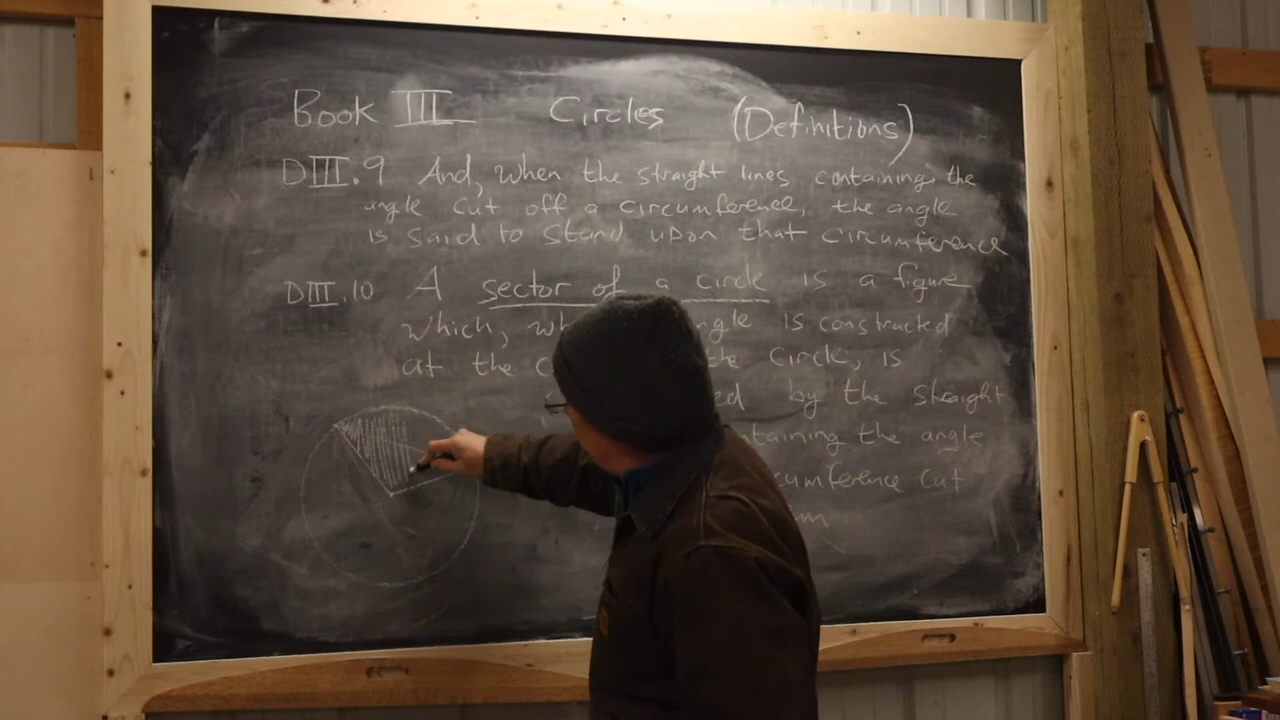 Book III Circles (Definitions)
DIII.9 And, when the straight lines containing the
angle cut off a circumference, the angle
is said to stand upon that circumference
DIII.10 A sector of a circle is a figure
which, is constructed
at the circle, is
by the straight
the angle
cut